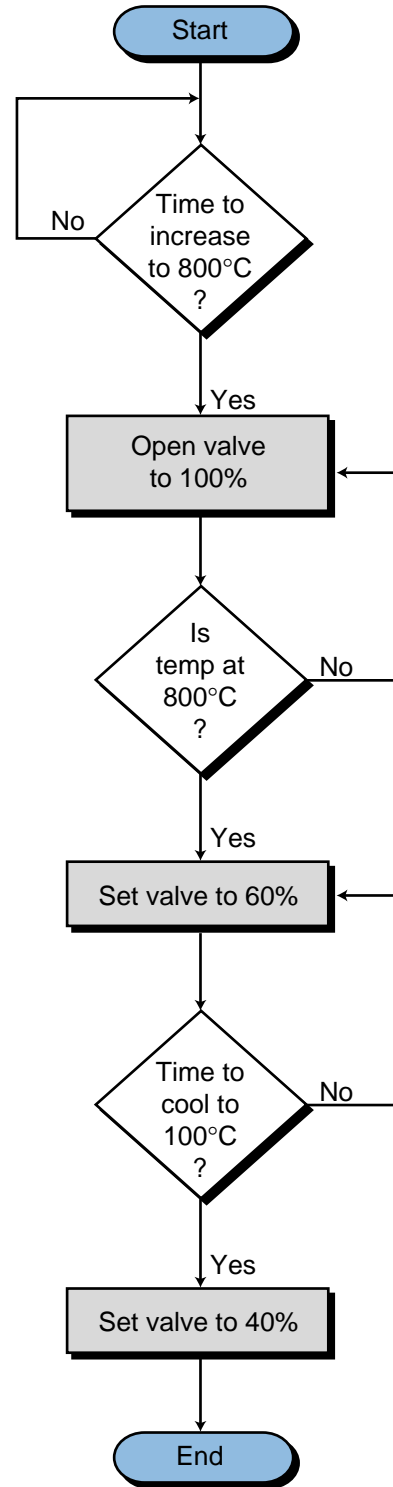 Start
No
Time to
increase
to 800°C
?
Yes
Open valve
to 100%
Is
temp at
800°C
?
No
Yes
Set valve to 60%
Time to
cool to
100°C
?
No
Yes
Set valve to 40%
End